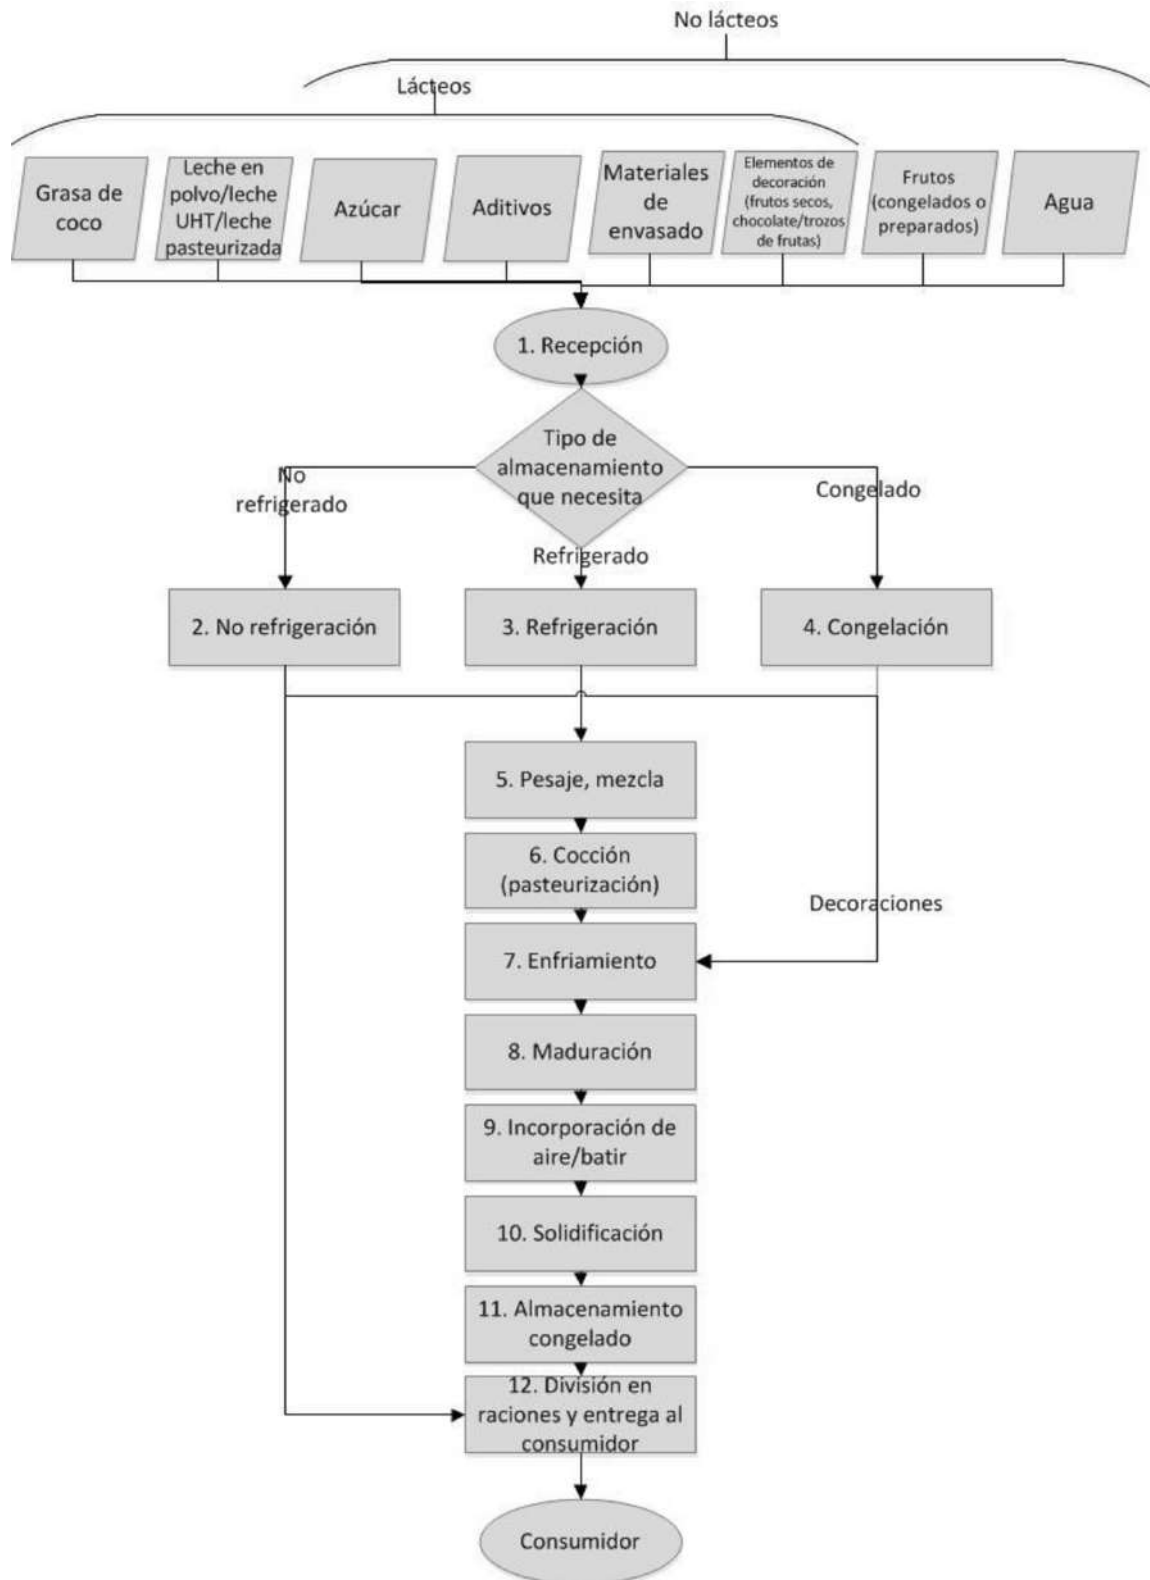 No lácteos
Lácteos
Grasa de
coco
Leche en
polvo/leche
UHT/leche
pasteurizada
Azúcar
Aditivos
Materiales
de
envasado
Elementos de
decoración
(frutos secos,
chocolate/trozos
de frutas)
Frutos
(congelados o
preparados)
Agua
1. Recepción
Tipo de
almacenamiento
que necesita
No
refrigerado
Refrigerado
Congelado
2. No refrigeración
3. Refrigeración
4. Congelación
5. Pesaje, mezcla
6. Cocción
(pasteurización)
Decoraciones
7. Enfriamiento
8. Maduración
9. Incorporación de
aire/batir
10. Solidificación
11. Almacenamiento
congelado
12. División en
raciones y entrega al
consumidor
Consumidor